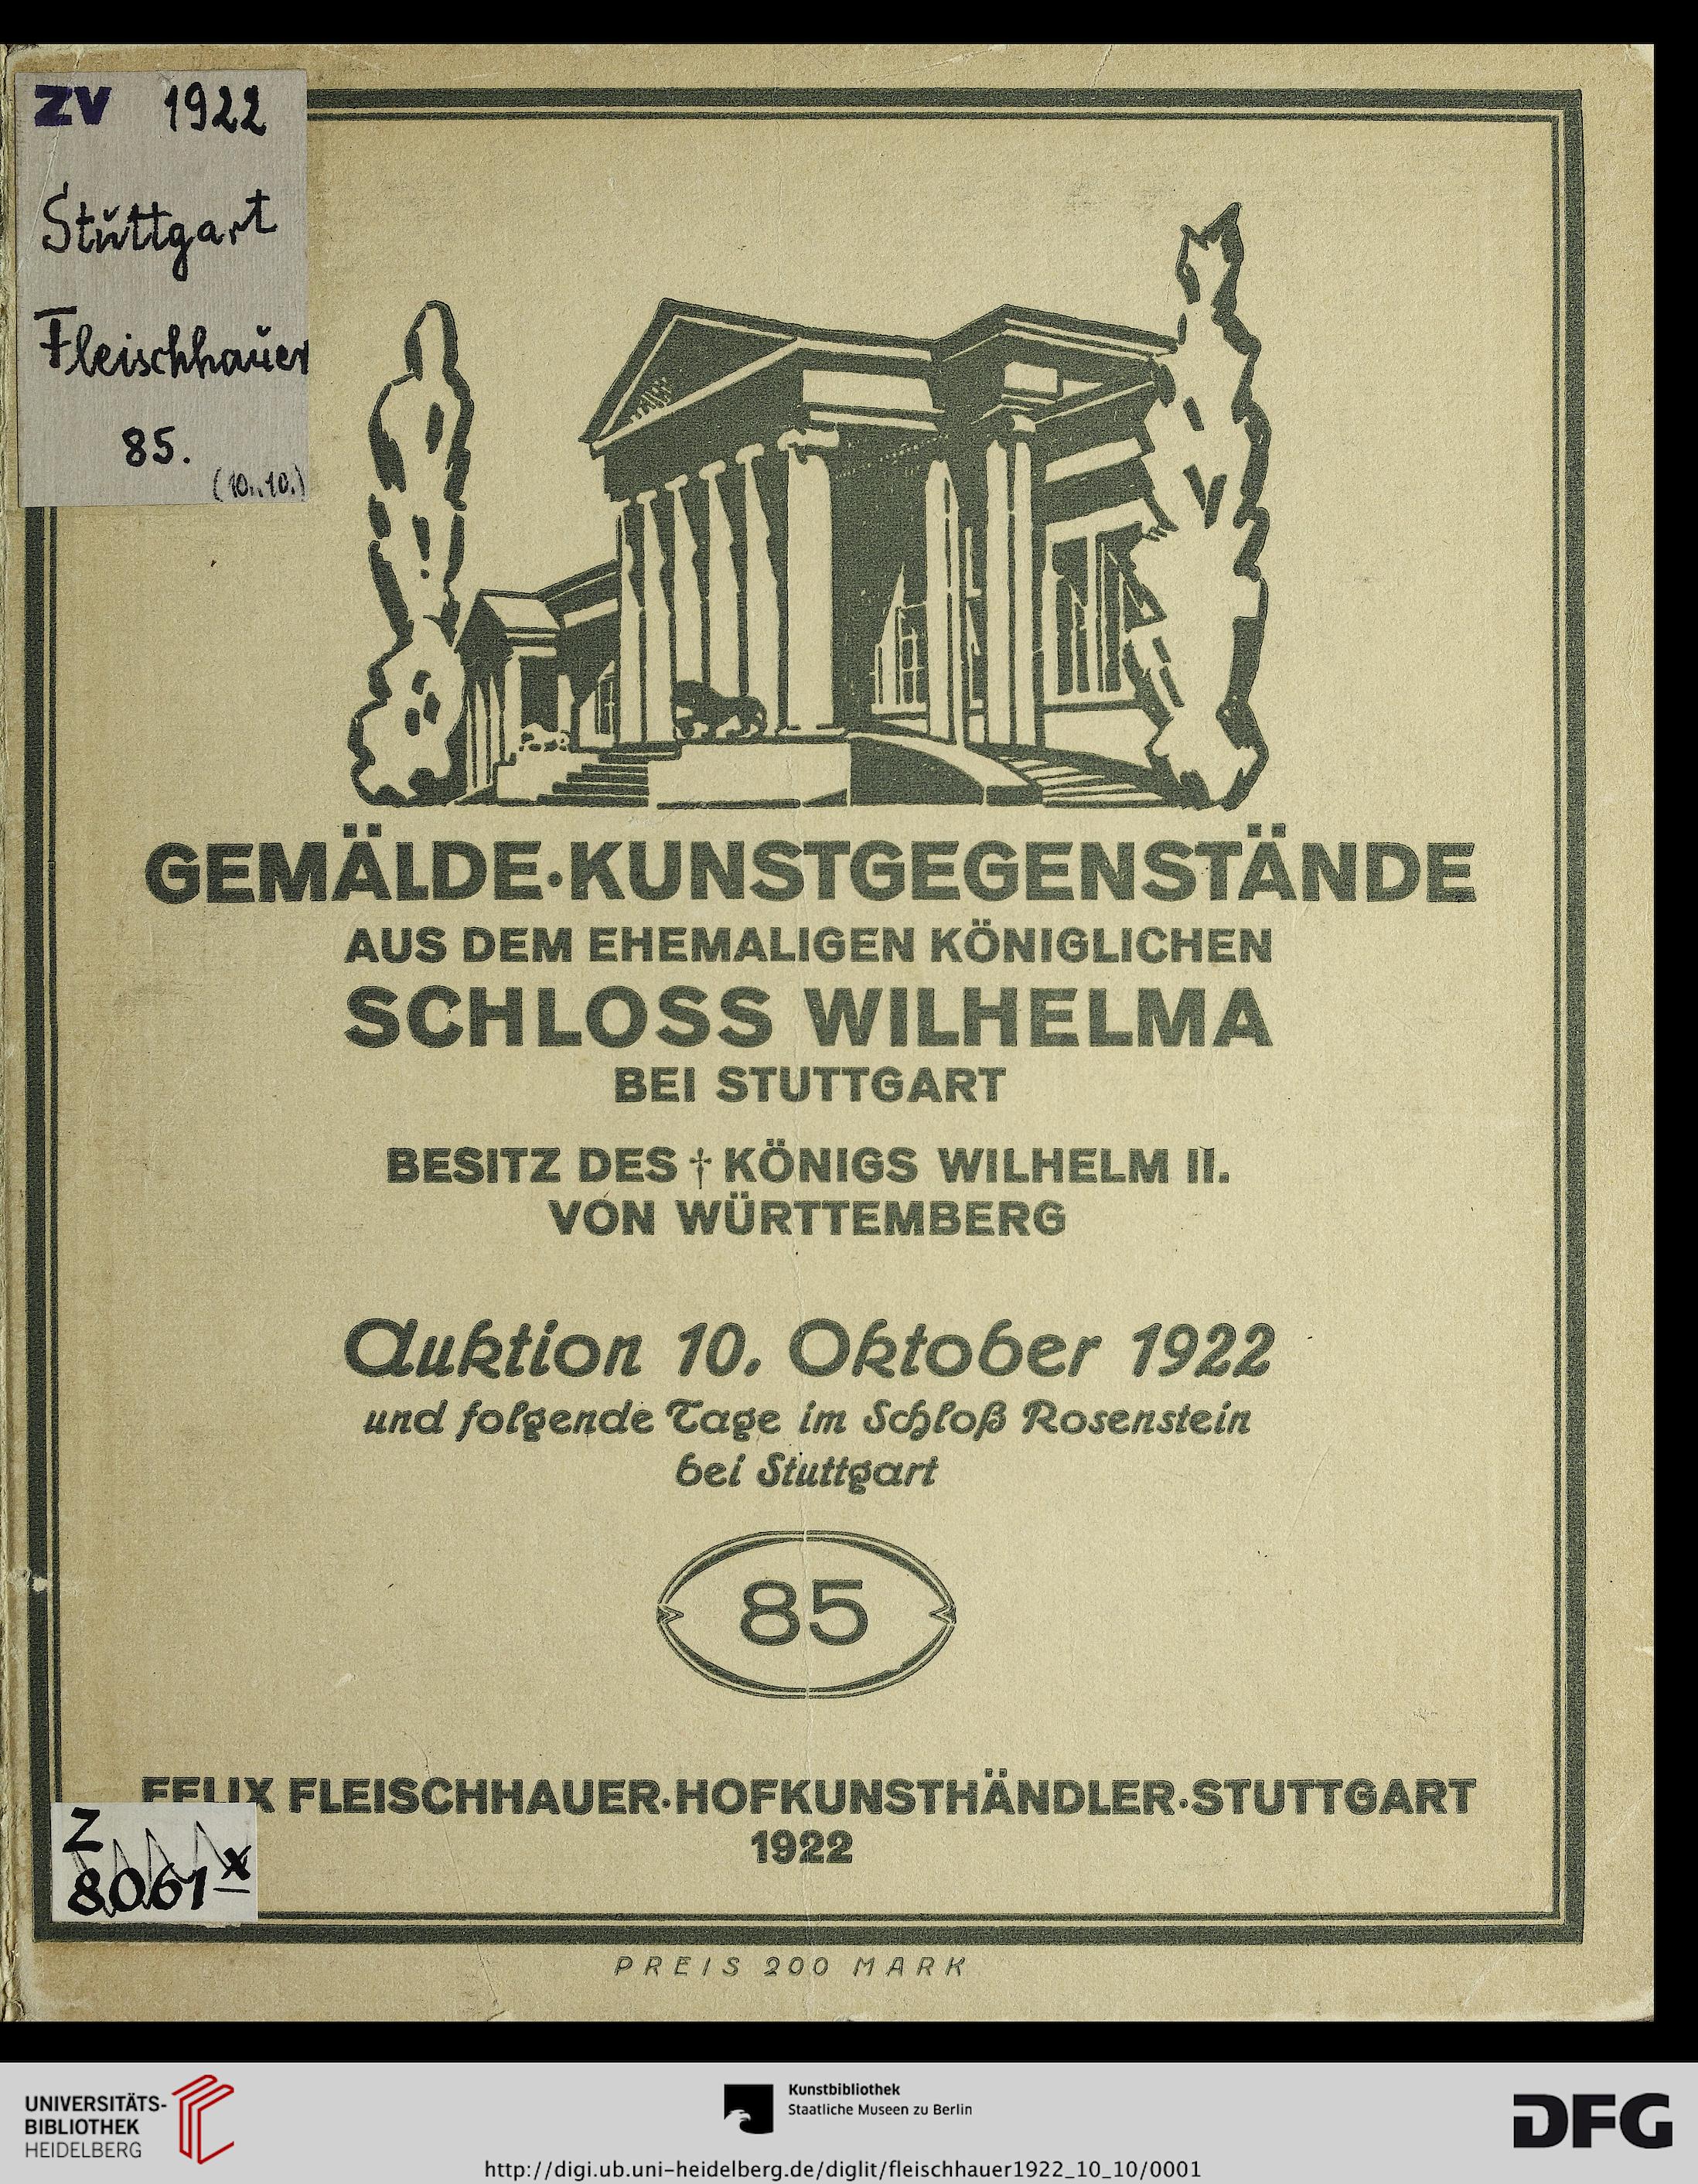 ZV 1922
Stuttgart
Fleischhauer
85.
(10.,10.)
GEMÄLDE·KUNSTGEGENSTÄNDE
AUS DEM EHEMALIGEN KÖNIGLICHEN
SCHLOSS WILHELMA
BEI STUTTGART
BESITZ DES † KÖNIGS WILHELM II.
VON WÜRTTEMBERG
Auktion 10. Oktober 1922
und folgende Tage im Schloß Rosenstein
bei Stuttgart
85
FELIX FLEISCHHAUER·HOFKUNSTHÄNDLER·STUTTGART
1922
Z
8061 x
PREIS 200 MARK
UNIVERSITÄTS-
BIBLIOTHEK
HEIDELBERG
Kunstbibliothek
Staatliche Museen zu Berlin
DFG
http://digi.ub.uni-heidelberg.de/diglit/fleischhauer1922_10_10/0001